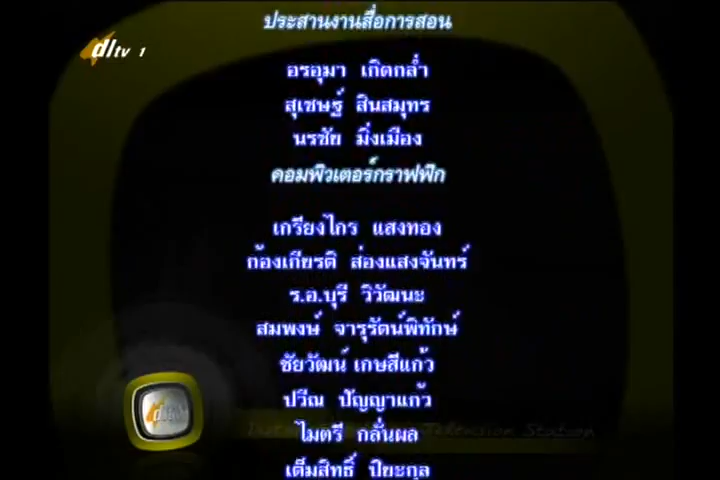 ประสานงานสื่อการสอน
dltv 1
อรอุมา เกิดกล่ำ
สุเชษฐ์ สินสมุทร
นรชัย มิ่งเมือง
คอมพิวเตอร์กราฟฟิก
เกรียงไกร แสงทอง
ก้องเกียรติ ส่องแสงจันทร์
ร.อ.บุรี วิวัฒนะ
สมพงษ์ จารุรัตน์พิทักษ์
ชัยวัฒน์ เกษสีแก้ว
ปวีณ ปัญญาแก้ว
Television Station
ไมตรี กลั่นผล
เต็มสิทธิ์ ปิยะกุล